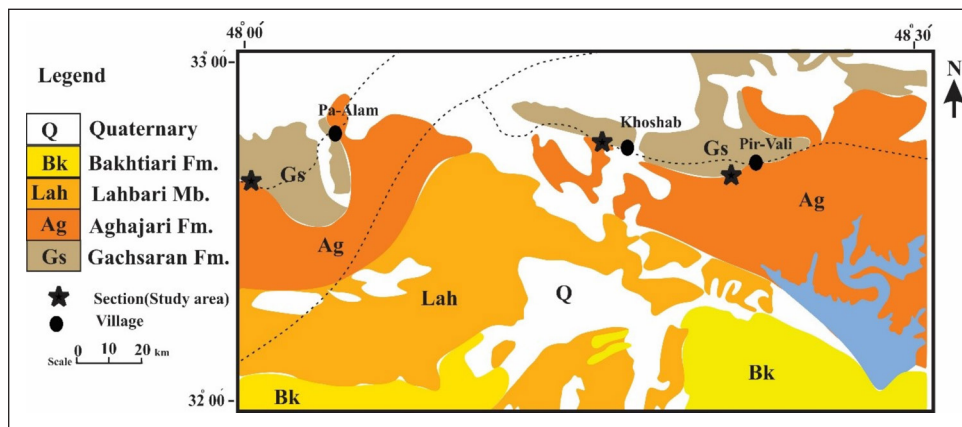 48° 00'
48° 30'
33° 00'
N
Legend
Q Quaternary
Bk Bakhtiari Fm.
Lah Lahbari Mb.
Ag Aghajari Fm.
Gs Gachsaran Fm.
Section(Study area)
Village
Scale 0 10 20 km
32° 00'
Pa-Alam
Khoshab
Pir-Vali
Gs
Gs
Ag
Ag
Lah
Q
Bk
Bk